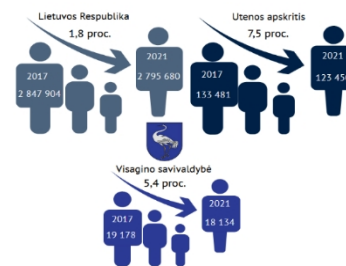 Lietuvos Respublika
1,8 proc.
2017
2 847 904
2021
2 795 680
Utenos apskritis
7,5 proc.
2017
133 481
2021
Visagino savivaldybė
5,4 proc.
2017
19 178
2021
18 134